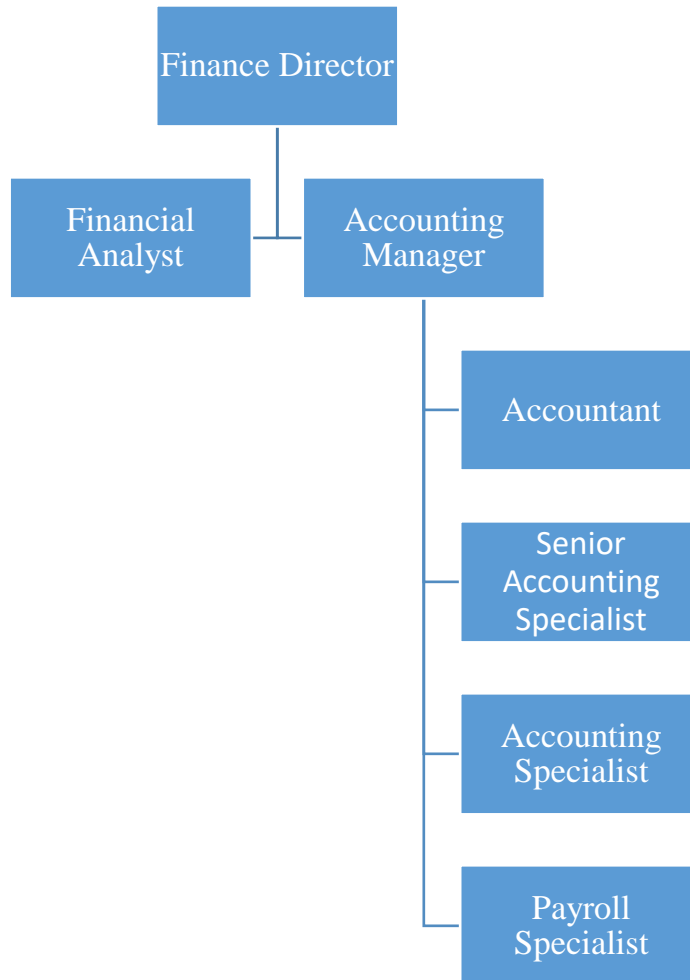 Finance Director
Financial
Analyst
Accounting
Manager
Accountant
Senior
Accounting
Specialist
Accounting
Specialist
Payroll
Specialist